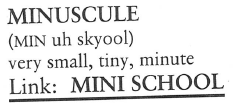 MINUSCULE
(MIN uh skyool)
very small, tiny, minute
Link: MINI SCHOOL